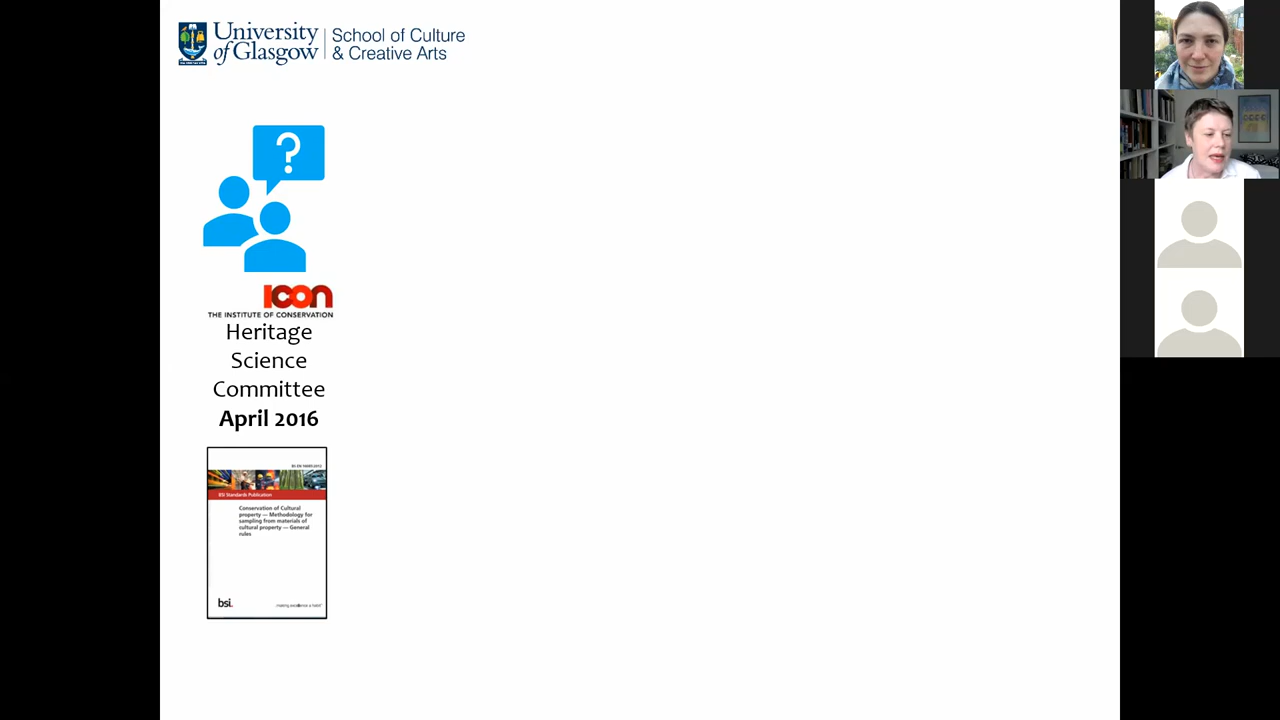 University
of Glasgow
School of Culture
& Creative Arts
?
icon
THE INSTITUTE OF CONSERVATION
Heritage
Science
Committee
April 2016
BSI Standards Publication
Conservation of Cultural
property — Methodology for
sampling from materials of
cultural property — General
rules
bsi.